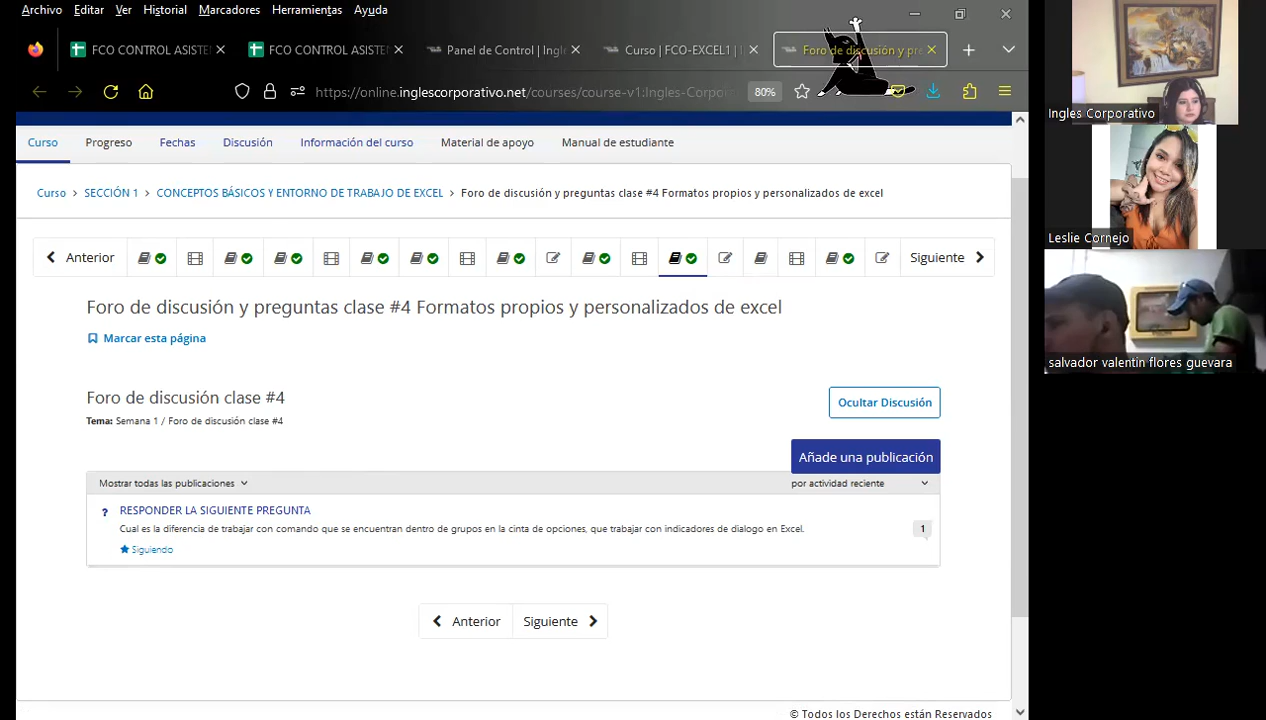 Archivo Editar Ver Historial Marcadores Herramientas Ayuda
FCO CONTROL ASISTE
FCO CONTROL ASISTE
Panel de Control | Ingl
Curso | FCO-EXCEL1 |
Foro de discusión y pre
https://online.inglescorporativo.net/courses/course-v1:Ingles-Corpo
80%
Curso Progreso Fechas Discusión Información del curso Material de apoyo Manual de estudiante
Curso > SECCIÓN 1 > CONCEPTOS BÁSICOS Y ENTORNO DE TRABAJO DE EXCEL > Foro de discusión y preguntas clase #4 Formatos propios y personalizados de excel
Anterior
Siguiente
Foro de discusión y preguntas clase #4 Formatos propios y personalizados de excel
Marcar esta página
Foro de discusión clase #4
Ocultar Discusión
Tema: Semana 1 / Foro de discusión clase #4
Añade una publicación
Mostrar todas las publicaciones
por actividad reciente
? RESPONDER LA SIGUIENTE PREGUNTA
Cual es la diferencia de trabajar con comando que se encuentran dentro de grupos en la cinta de opciones, que trabajar con indicadores de dialogo en Excel.
1
Siguiendo
Anterior Siguiente
© Todos los Derechos están Reservados
Ingles Corporativo
Leslie Cornejo
salvador valentin flores guevara